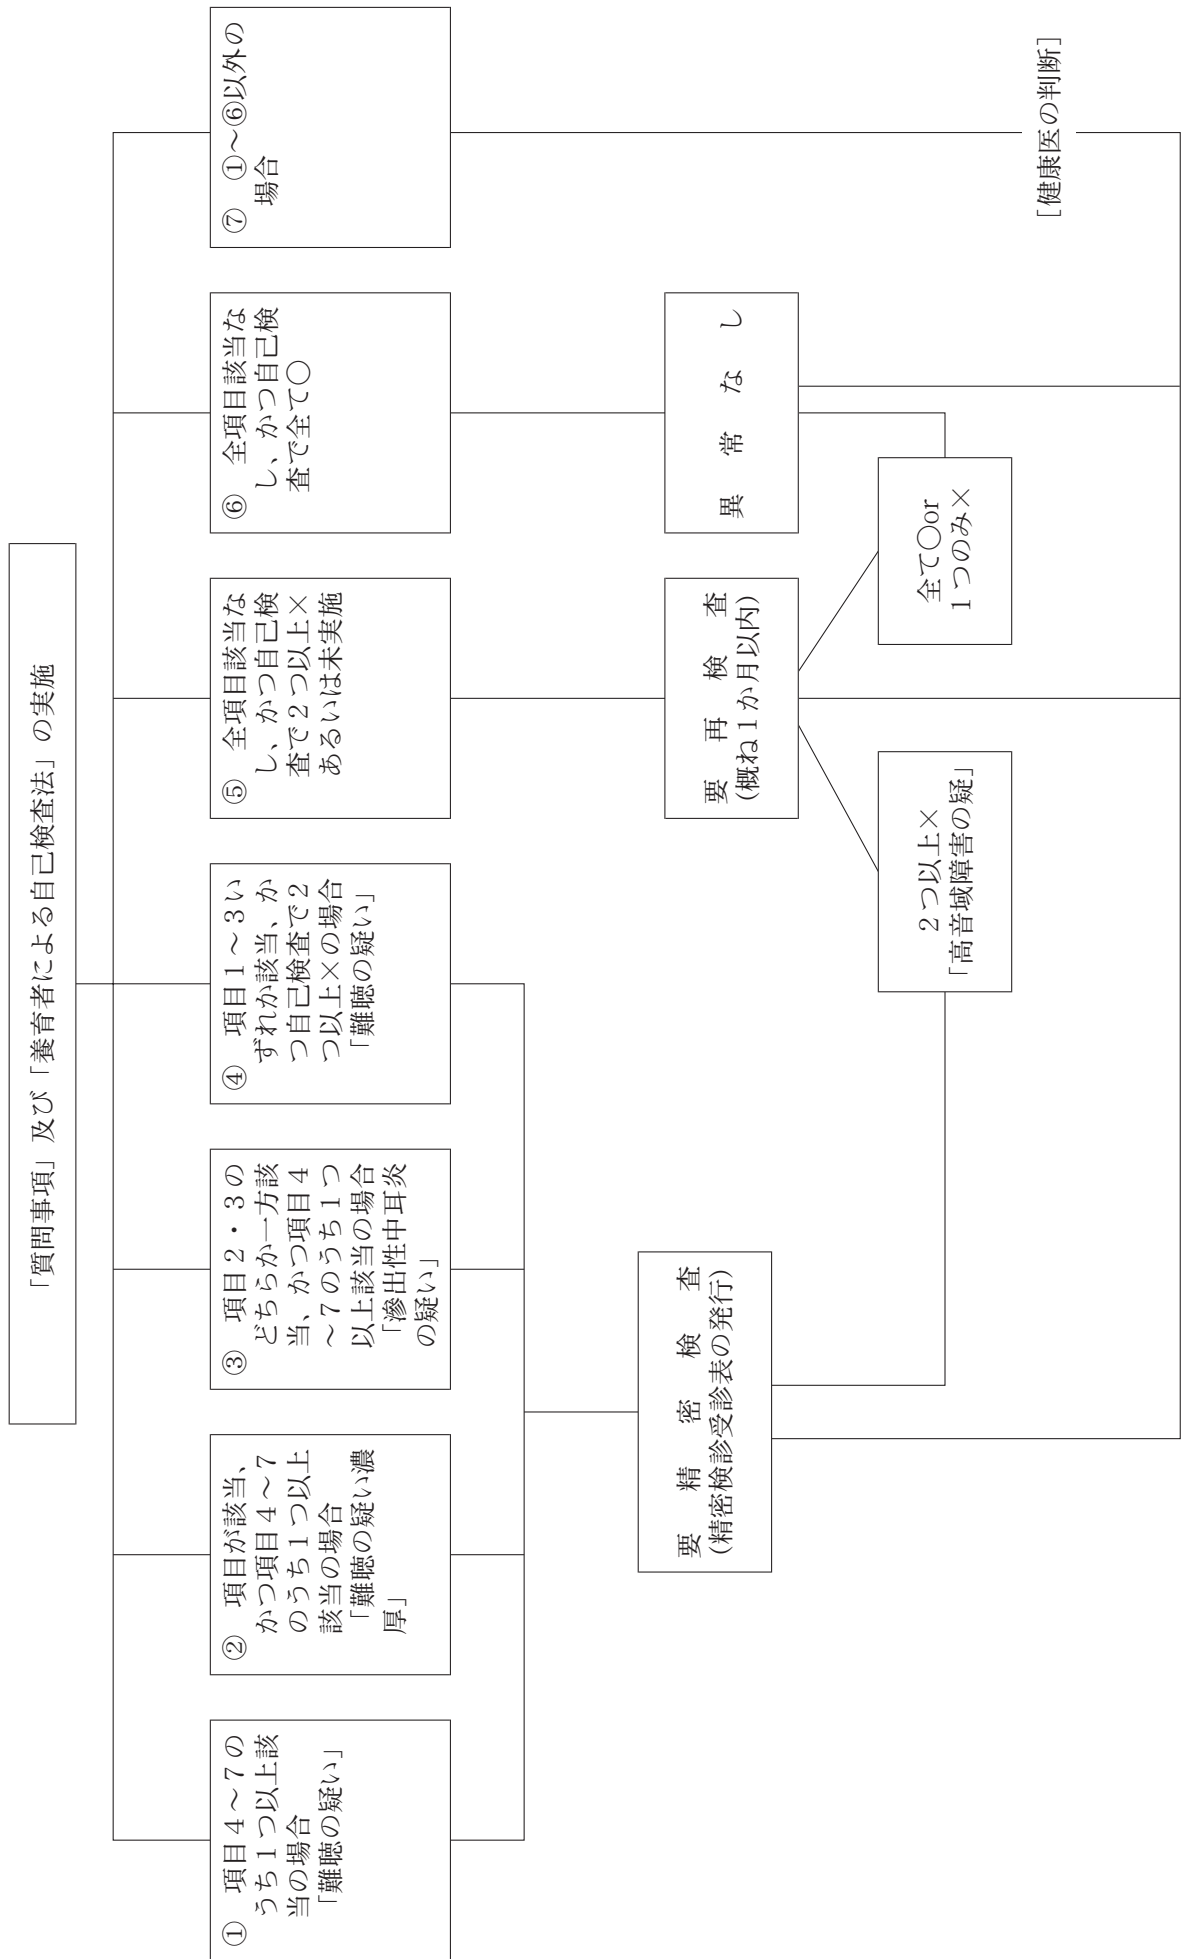 「質問事項」及び「養育者による自己検査法」の実施
① 項目４～７の
うち１つ以上該
当の場合
「難聴の疑い」
② 項目が該当、
かつ項目４～７
のうち１つ以上
該当の場合
「難聴の疑い濃
厚」
③ 項目２・３の
どちらか一方該
当、かつ項目４
～７のうち１つ
以上該当の場合
「滲出性中耳炎
の疑い」
④ 項目１～３い
ずれか該当、か
つ自己検査で２
つ以上×の場合
「難聴の疑い」
⑤ 全項目該当な
し、かつ自己検
査で２つ以上×
あるいは未実施
⑥ 全項目該当な
し、かつ自己検
査で全て○
⑦ ①～⑥以外の
場合
要精密検査
(精密検診受診表の発行)
要再検査
(概ね１か月以内)
異常なし
２つ以上×
「高音域障害の疑」
全て○or
１つのみ×
［健康医の判断］